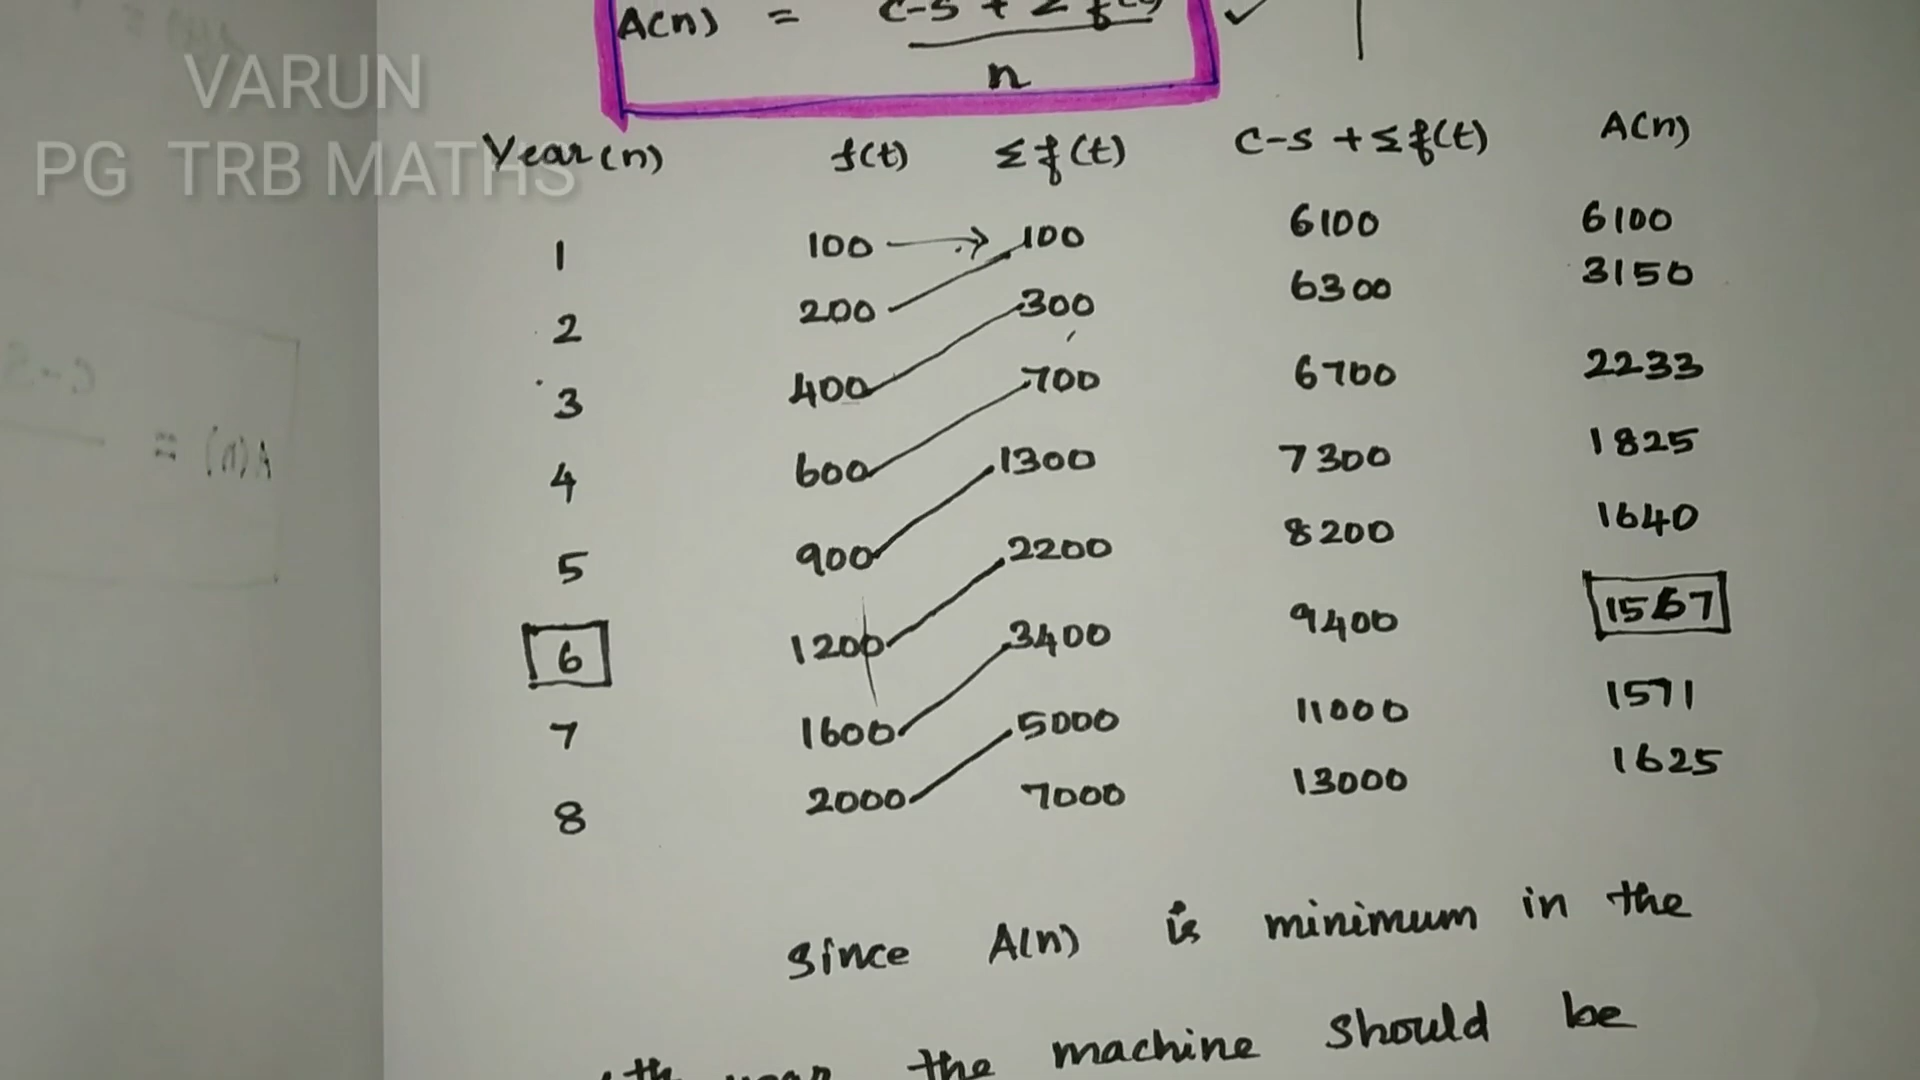 A(n) = C-S + Σ f(t)
n
VARUN
PG TRB MATHS
Year(n) f(t) Σ f(t) C-S + Σ f(t) A(n)
1 100 100 6100 6100
2 200 300 6300 3150
3 400 700 6700 2233
4 600 1300 7300 1825
5 900 2200 8200 1640
6 1200 3400 9400 1567
7 1600 5000 11000 1571
8 2000 7000 13000 1625
since A(n) is minimum in the
the machine should be